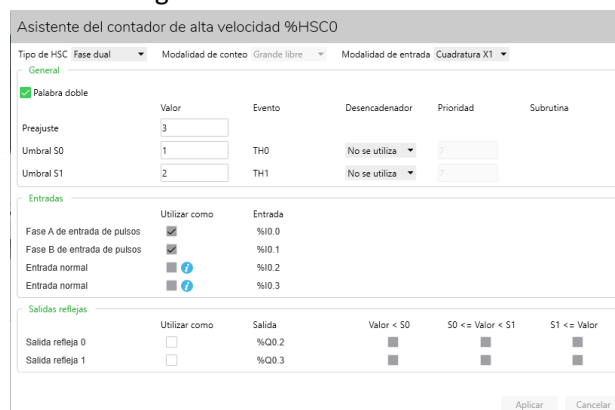 Asistente del contador de alta velocidad %HSC0
Tipo de HSC Fase dual Modalidad de conteo Grande libre Modalidad de entrada Cuadratura X1
General
Palabra doble
Valor Evento Desencadenador Prioridad Subrutina
Preajuste 3
Umbral S0 1 TH0 No se utiliza 7
Umbral S1 2 TH1 No se utiliza 7
Entradas
Utilizar como Entrada
Fase A de entrada de pulsos %I0.0
Fase B de entrada de pulsos %I0.1
Entrada normal %I0.2
Entrada normal %I0.3
Salidas reflejas
Utilizar como Salida Valor < S0 S0 <= Valor < S1 S1 <= Valor
Salida refleja 0 %Q0.2
Salida refleja 1 %Q0.3
Aplicar Cancelar